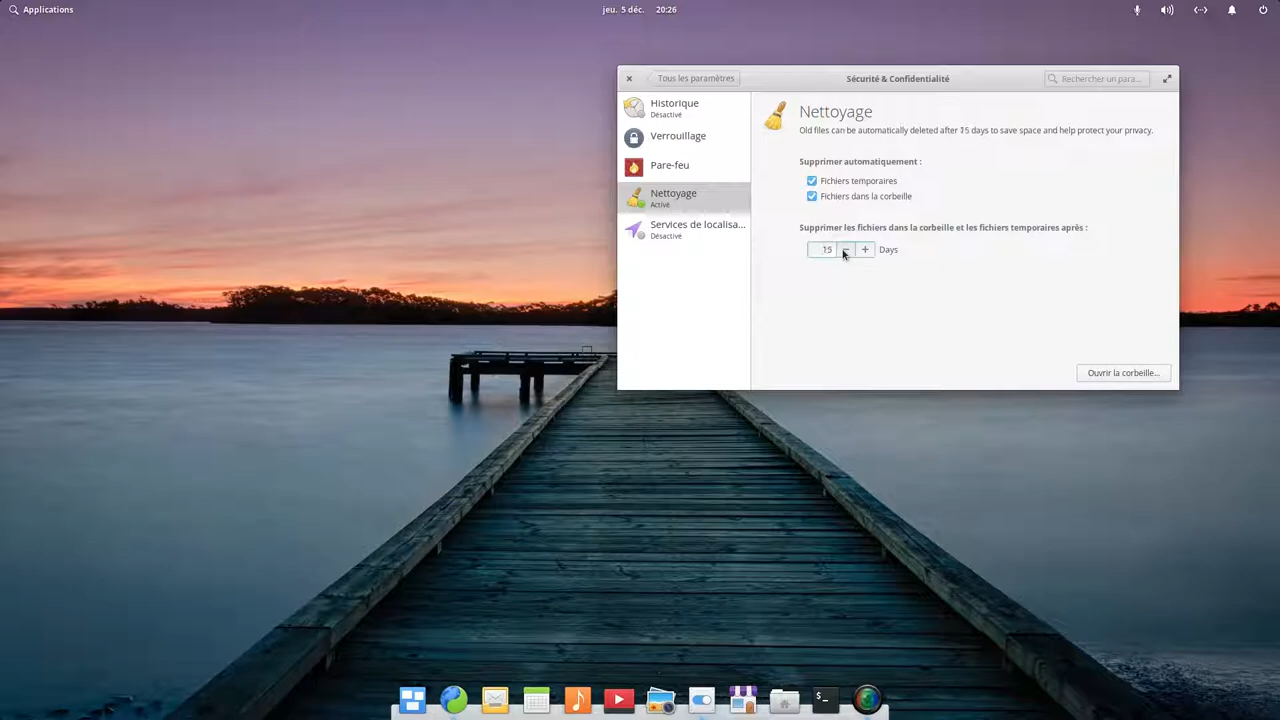 Applications
jeu. 5 déc. 20:26
Tous les paramètres
Sécurité & Confidentialité
Rechercher un para...
Historique
Désactivé
Verrouillage
Pare-feu
Nettoyage
Activé
Services de localisa...
Désactivé
Nettoyage
Old files can be automatically deleted after 15 days to save space and help protect your privacy.
Supprimer automatiquement :
Fichiers temporaires
Fichiers dans la corbeille
Supprimer les fichiers dans la corbeille et les fichiers temporaires après :
15 − + Days
Ouvrir la corbeille...